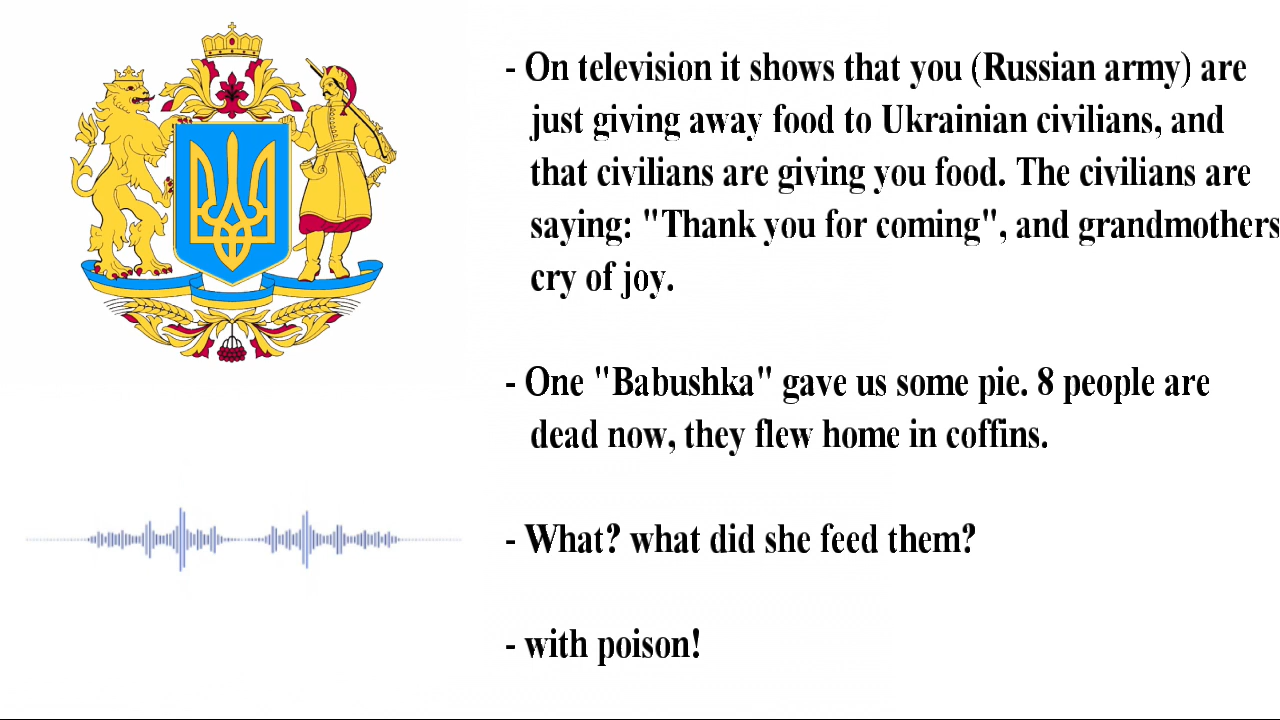 - On television it shows that you (Russian army) are
just giving away food to Ukrainian civilians, and
that civilians are giving you food. The civilians are
saying: "Thank you for coming", and grandmothers
cry of joy.
- One "Babushka" gave us some pie. 8 people are
dead now, they flew home in coffins.
- What? what did she feed them?
- with poison!